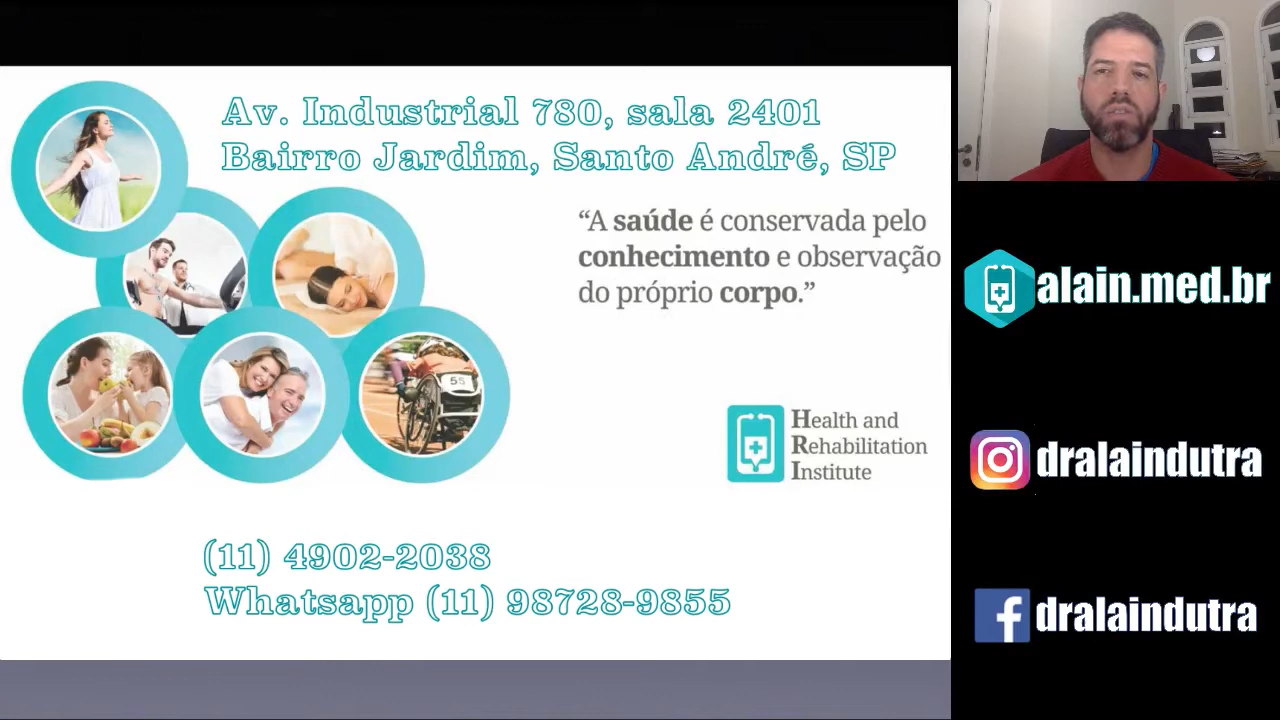 Av. Industrial 780, sala 2401
Bairro Jardim, Santo André, SP
“A saúde é conservada pelo
conhecimento e observação
do próprio corpo.”
55
Health and
Rehabilitation
Institute
(11) 4902-2038
Whatsapp (11) 98728-9855
alain.med.br
dralaindutra
dralaindutra